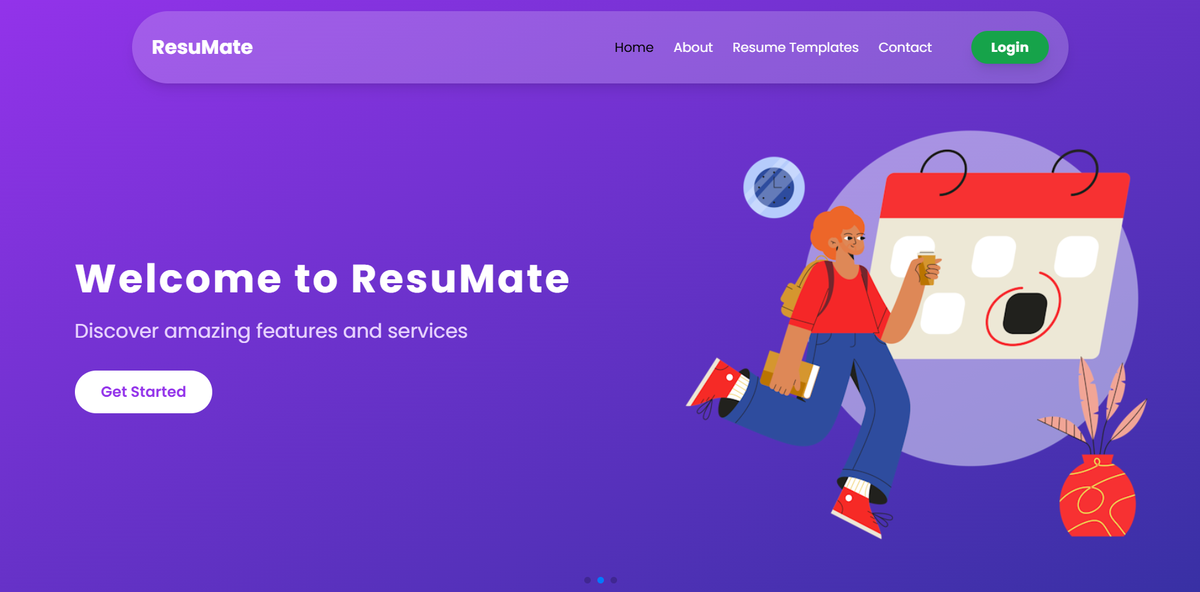 ResuMate
Home About Resume Templates Contact Login
Welcome to ResuMate
Discover amazing features and services
Get Started